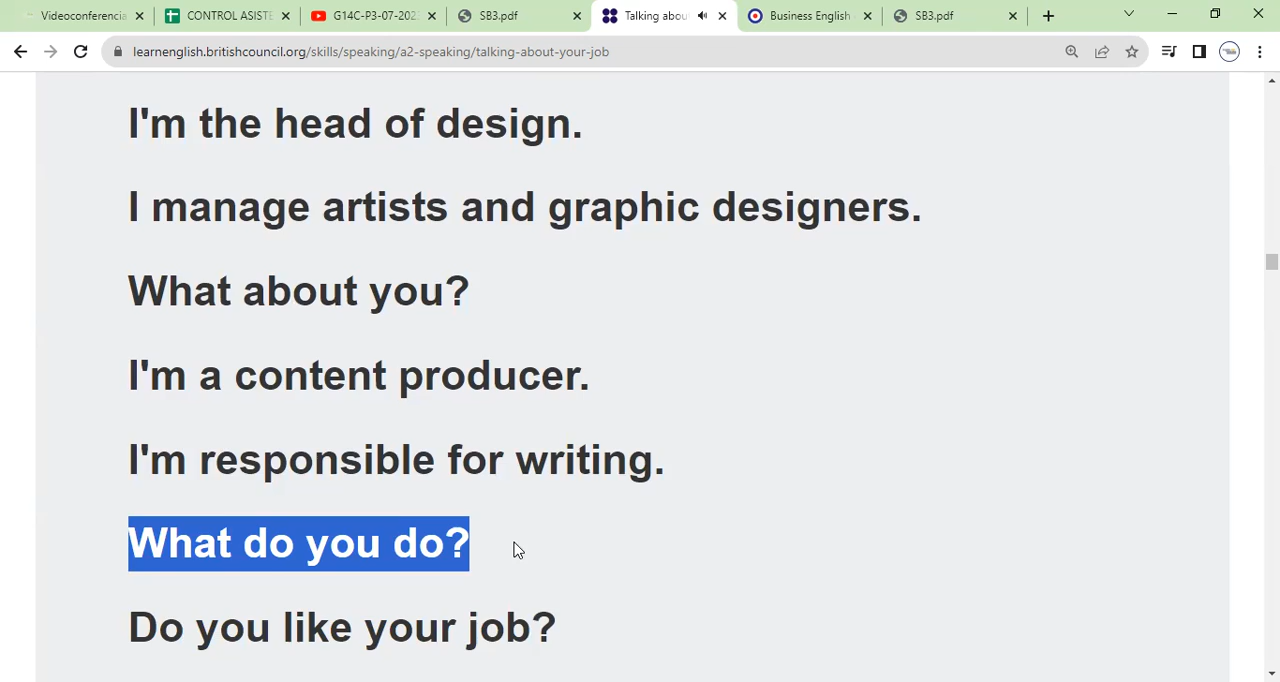 Videoconferencia
CONTROL ASISTE
G14C-P3-07-202
SB3.pdf
Talking abou
Business English
SB3.pdf
learnenglish.britishcouncil.org/skills/speaking/a2-speaking/talking-about-your-job
I'm the head of design.
I manage artists and graphic designers.
What about you?
I'm a content producer.
I'm responsible for writing.
What do you do?
Do you like your job?